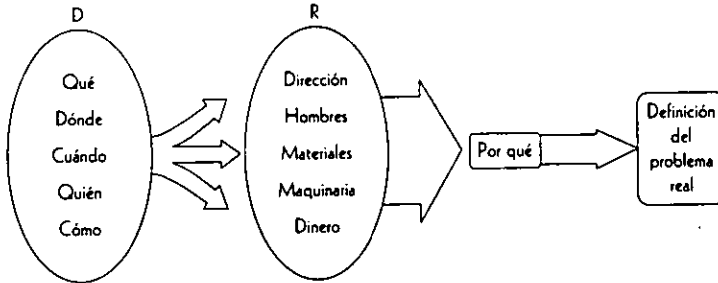 D
Qué
Dónde
Cuándo
Quién
Cómo
R
Dirección
Hombres
Materiales
Maquinaria
Dinero
Por qué
Definición
del
problema
real